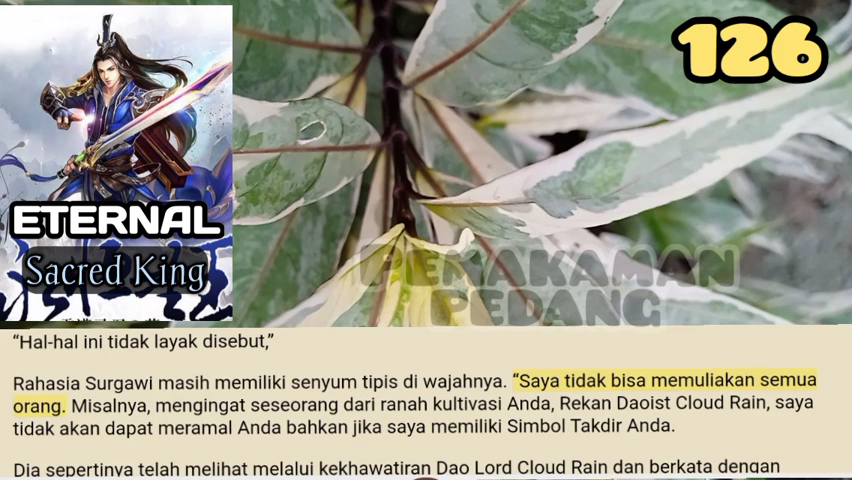 126
ETERNAL
Sacred King
PEMAKAMAN
PEDANG
“Hal-hal ini tidak layak disebut,”
Rahasia Surgawi masih memiliki senyum tipis di wajahnya. “Saya tidak bisa memuliakan semua
orang. Misalnya, mengingat seseorang dari ranah kultivasi Anda, Rekan Daoist Cloud Rain, saya
tidak akan dapat meramal Anda bahkan jika saya memiliki Simbol Takdir Anda.
Dia sepertinya telah melihat melalui kekhawatiran Dao Lord Cloud Rain dan berkata dengan